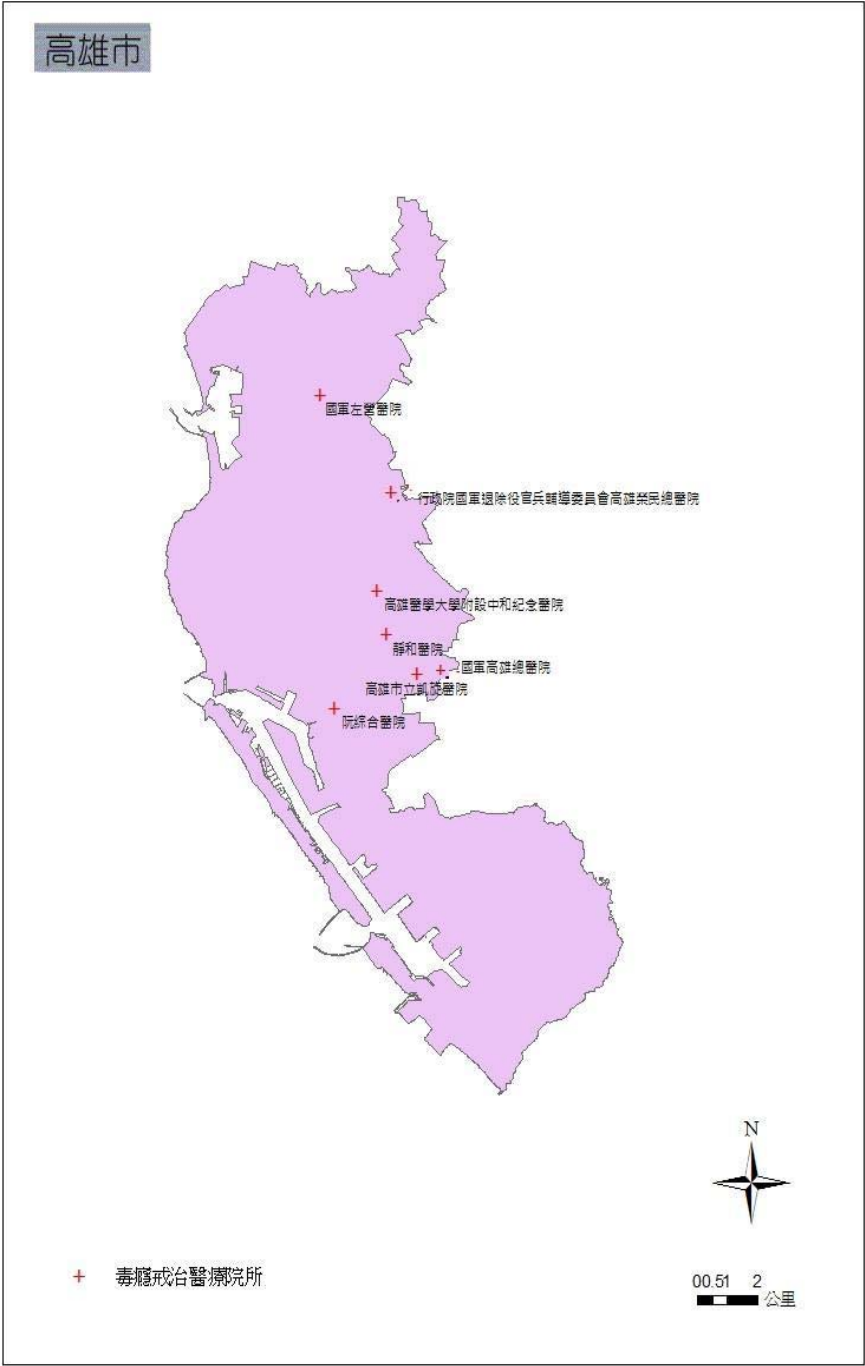 高雄市
國軍左營醫院
行政院國軍退除役官兵輔導委員會高雄榮民總醫院
高雄醫學大學附設中和紀念醫院
靜和醫院
國軍高雄總醫院
高雄市立凱旋醫院
阮綜合醫院
N
毒癮戒治醫療院所
00.51 2
公里